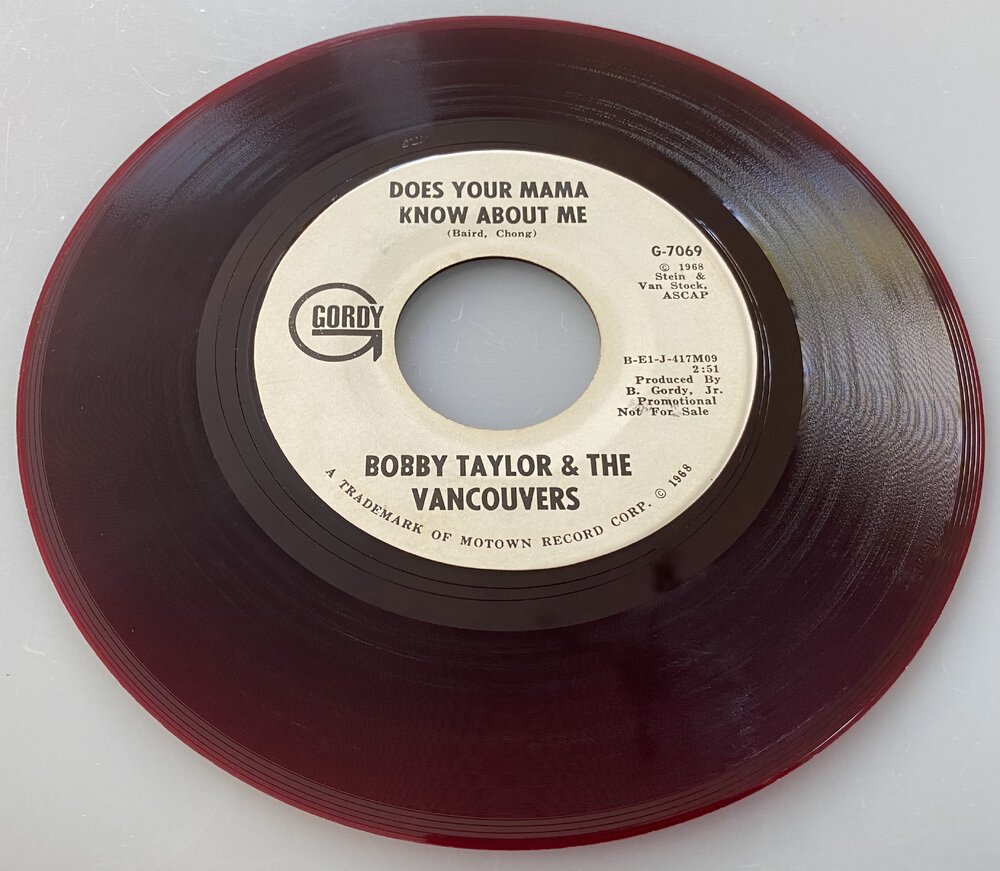 DOES YOUR MAMA
KNOW ABOUT ME
(Baird, Chong)
G-7069
© 1968
Stein &
Van Stock,
ASCAP
GORDY
B-E1-J-417M09
2:51
Produced By
B. Gordy, Jr.
Promotional
Not For Sale
BOBBY TAYLOR & THE
VANCOUVERS
A TRADEMARK OF MOTOWN RECORD CORP. © 1968